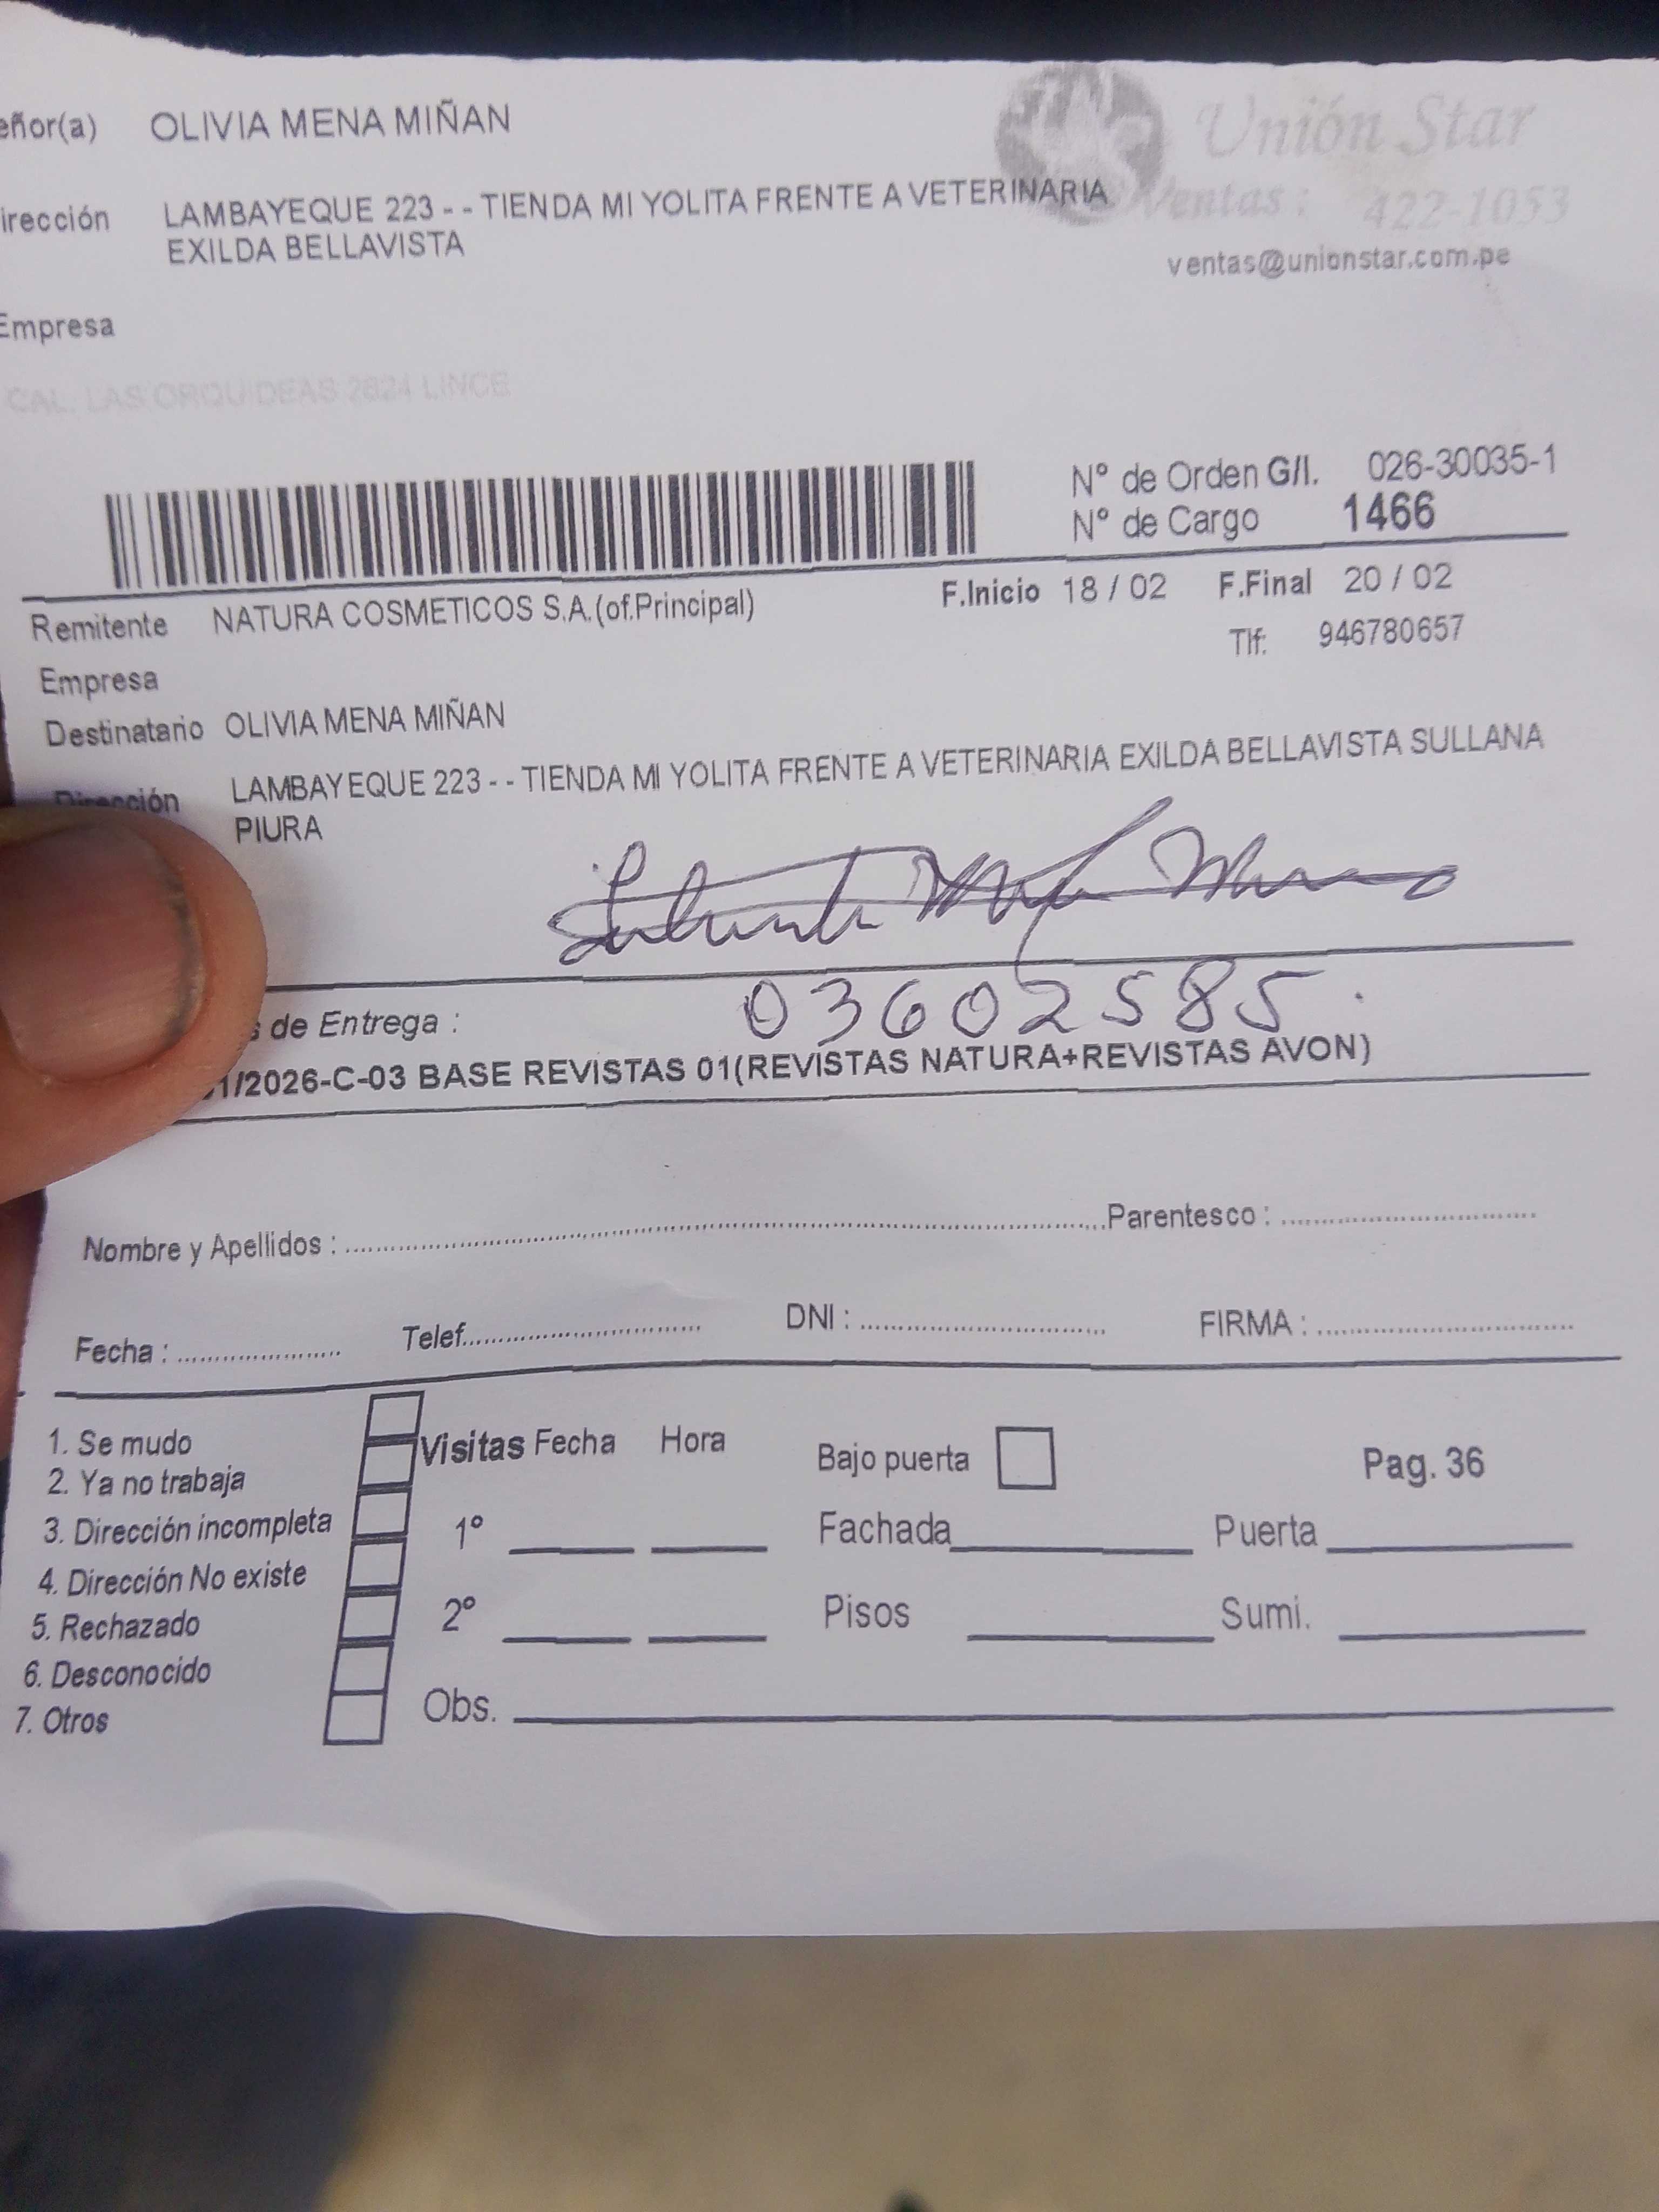 eñor(a) OLIVIA MENA MIÑAN
Unión Star
irección LAMBAYEQUE 223 - - TIENDA MI YOLITA FRENTE A VETERINARIA
EXILDA BELLAVISTA
Ventas: 422-1053
ventas@unionstar.com.pe
Empresa
CAL. LAS ORQUIDEAS 2624 LINCE
N° de Orden G/I. 026-30035-1
N° de Cargo 1466
Remitente NATURA COSMETICOS S.A.(of.Principal) F.Inicio 18 / 02 F.Final 20 / 02
Tlf: 946780657
Empresa
Destinatario OLIVIA MENA MIÑAN
Dirección LAMBAYEQUE 223 - - TIENDA MI YOLITA FRENTE A VETERINARIA EXILDA BELLAVISTA SULLANA
PIURA
03602585
s de Entrega :
1/2026-C-03 BASE REVISTAS 01(REVISTAS NATURA+REVISTAS AVON)
Nombre y Apellidos : Parentesco :
Fecha : Telef. DNI : FIRMA :
1. Se mudo
2. Ya no trabaja
3. Dirección incompleta
4. Dirección No existe
5. Rechazado
6. Desconocido
7. Otros
Visitas Fecha Hora
1°
2°
Bajo puerta
Pag. 36
Fachada Puerta
Pisos Sumi.
Obs.